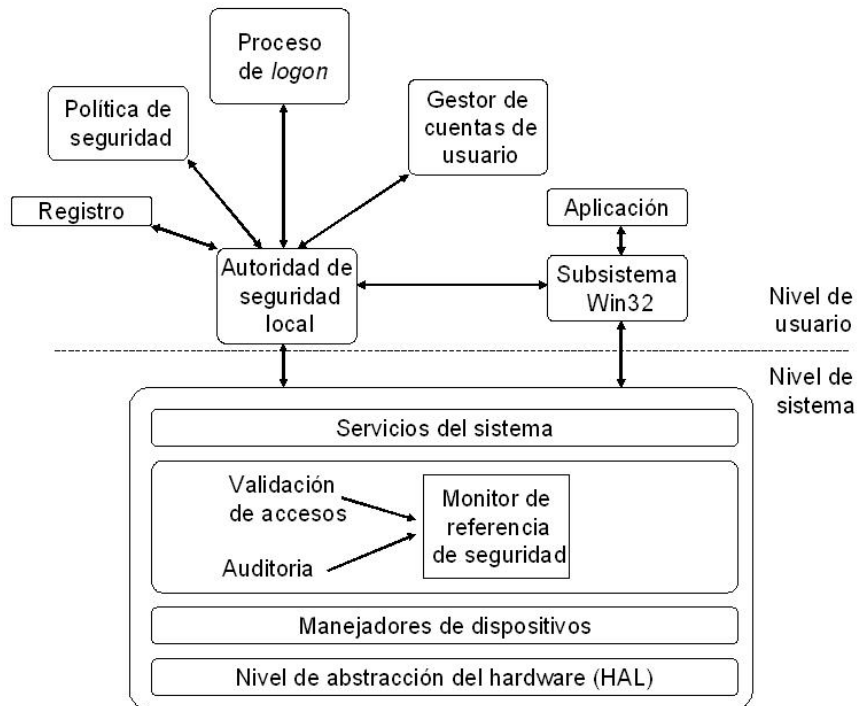 Proceso
de logon
Política de
seguridad
Gestor de
cuentas de
usuario
Registro
Aplicación
Autoridad de
seguridad
local
Subsistema
Win32
Nivel de
usuario
Nivel de
sistema
Servicios del sistema
Validación
de accesos
Monitor de
referencia
de seguridad
Auditoria
Manejadores de dispositivos
Nivel de abstracción del hardware (HAL)